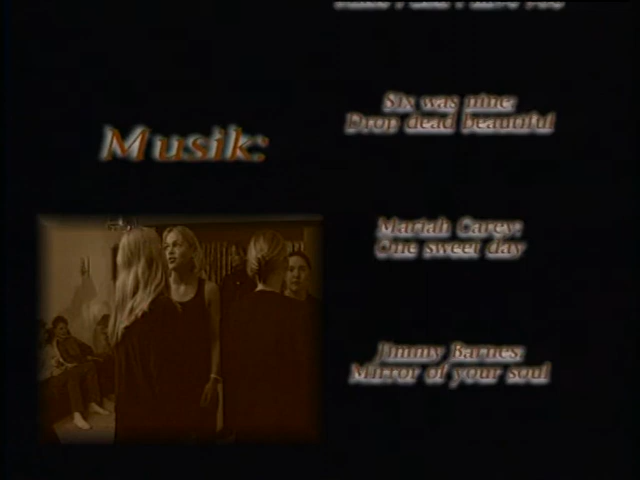 Six was nine:
Drop dead beautiful
Musik:
Mariah Carey:
One sweet day
Jimmy Barnes:
Mirror of your soul